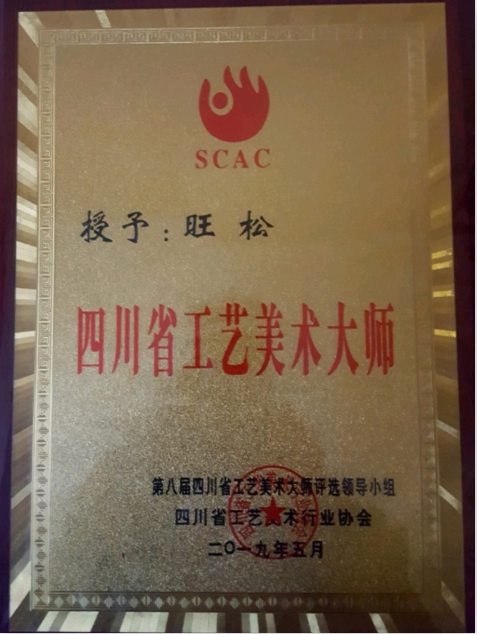 SCAC
授予：旺松
四川省工艺美术大师
第八届四川省工艺美术大师评选领导小组
四川省工艺美术行业协会
二〇一九年五月